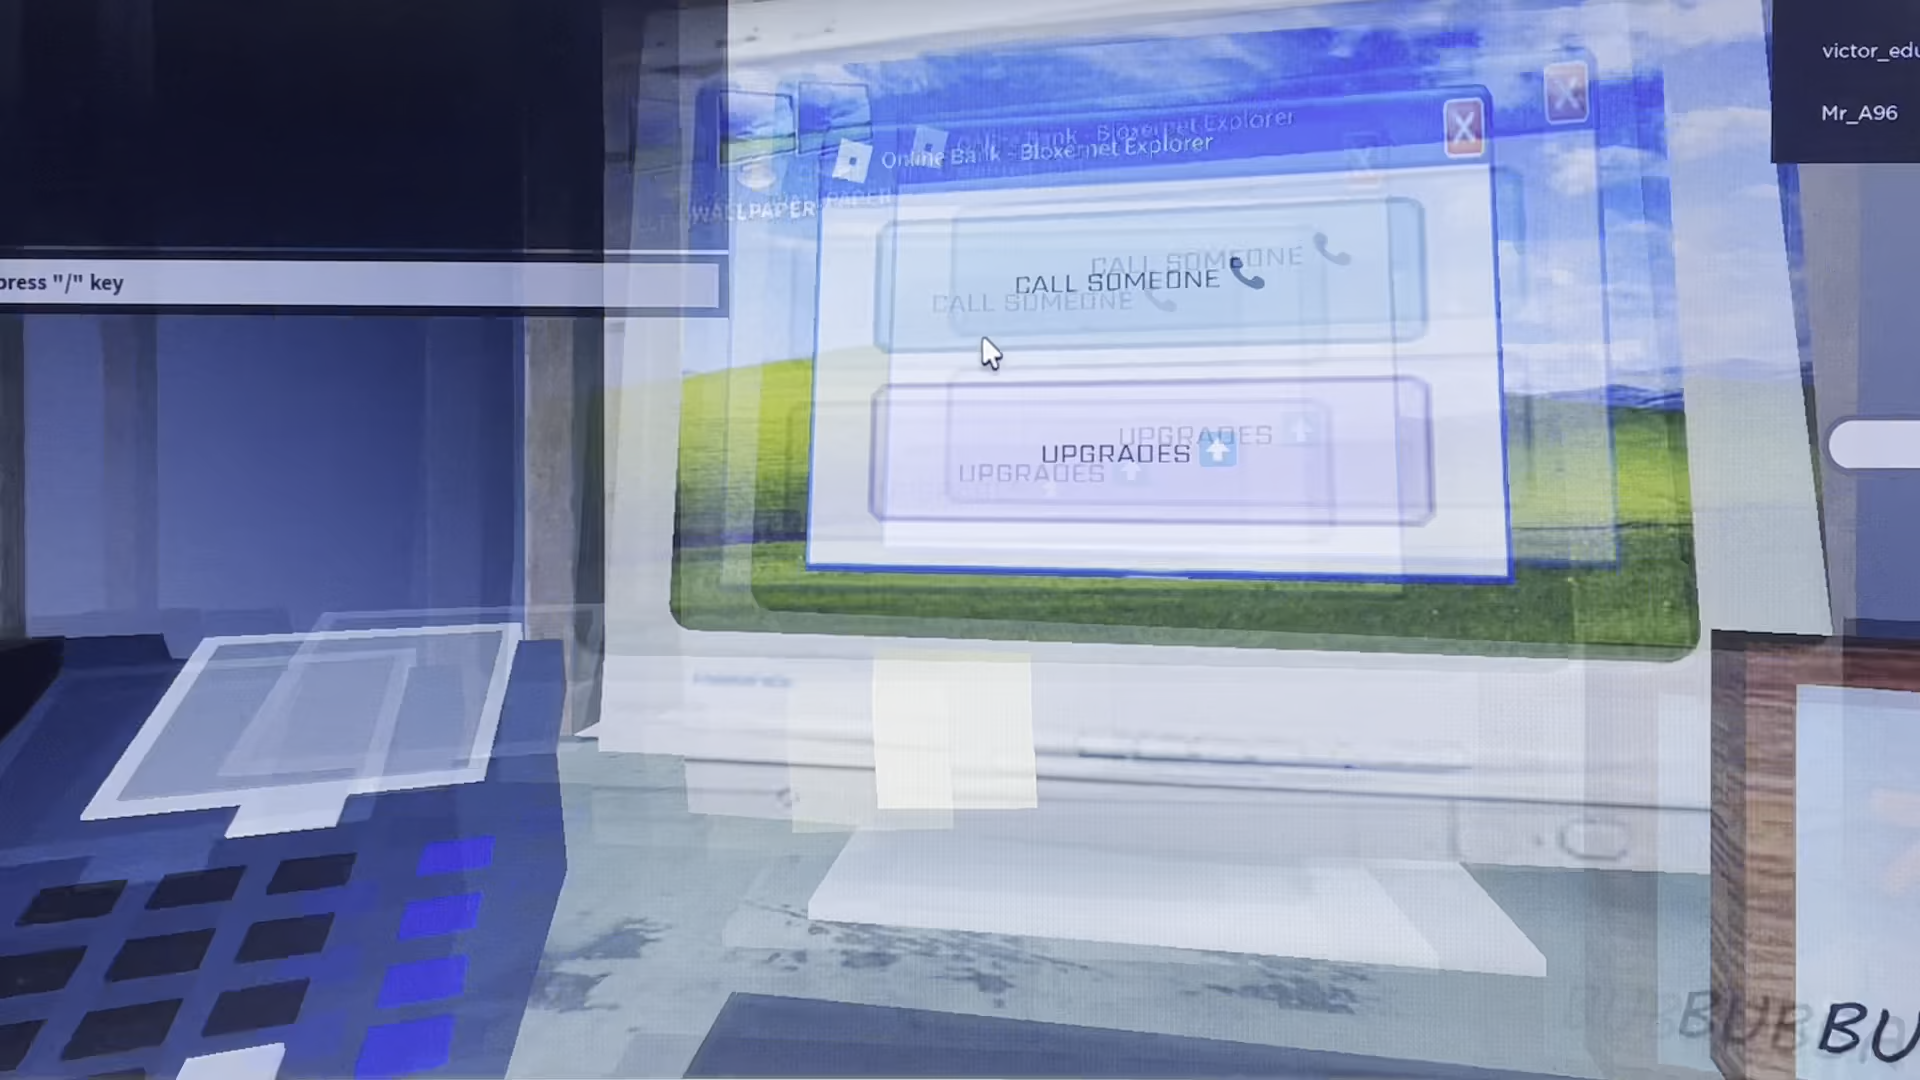 victor_edu
Mr_A96
press "/" key
Online Bank - Bloxernet Explorer
X
WALLPAPER
CALL SOMEONE
UPGRADES
BU